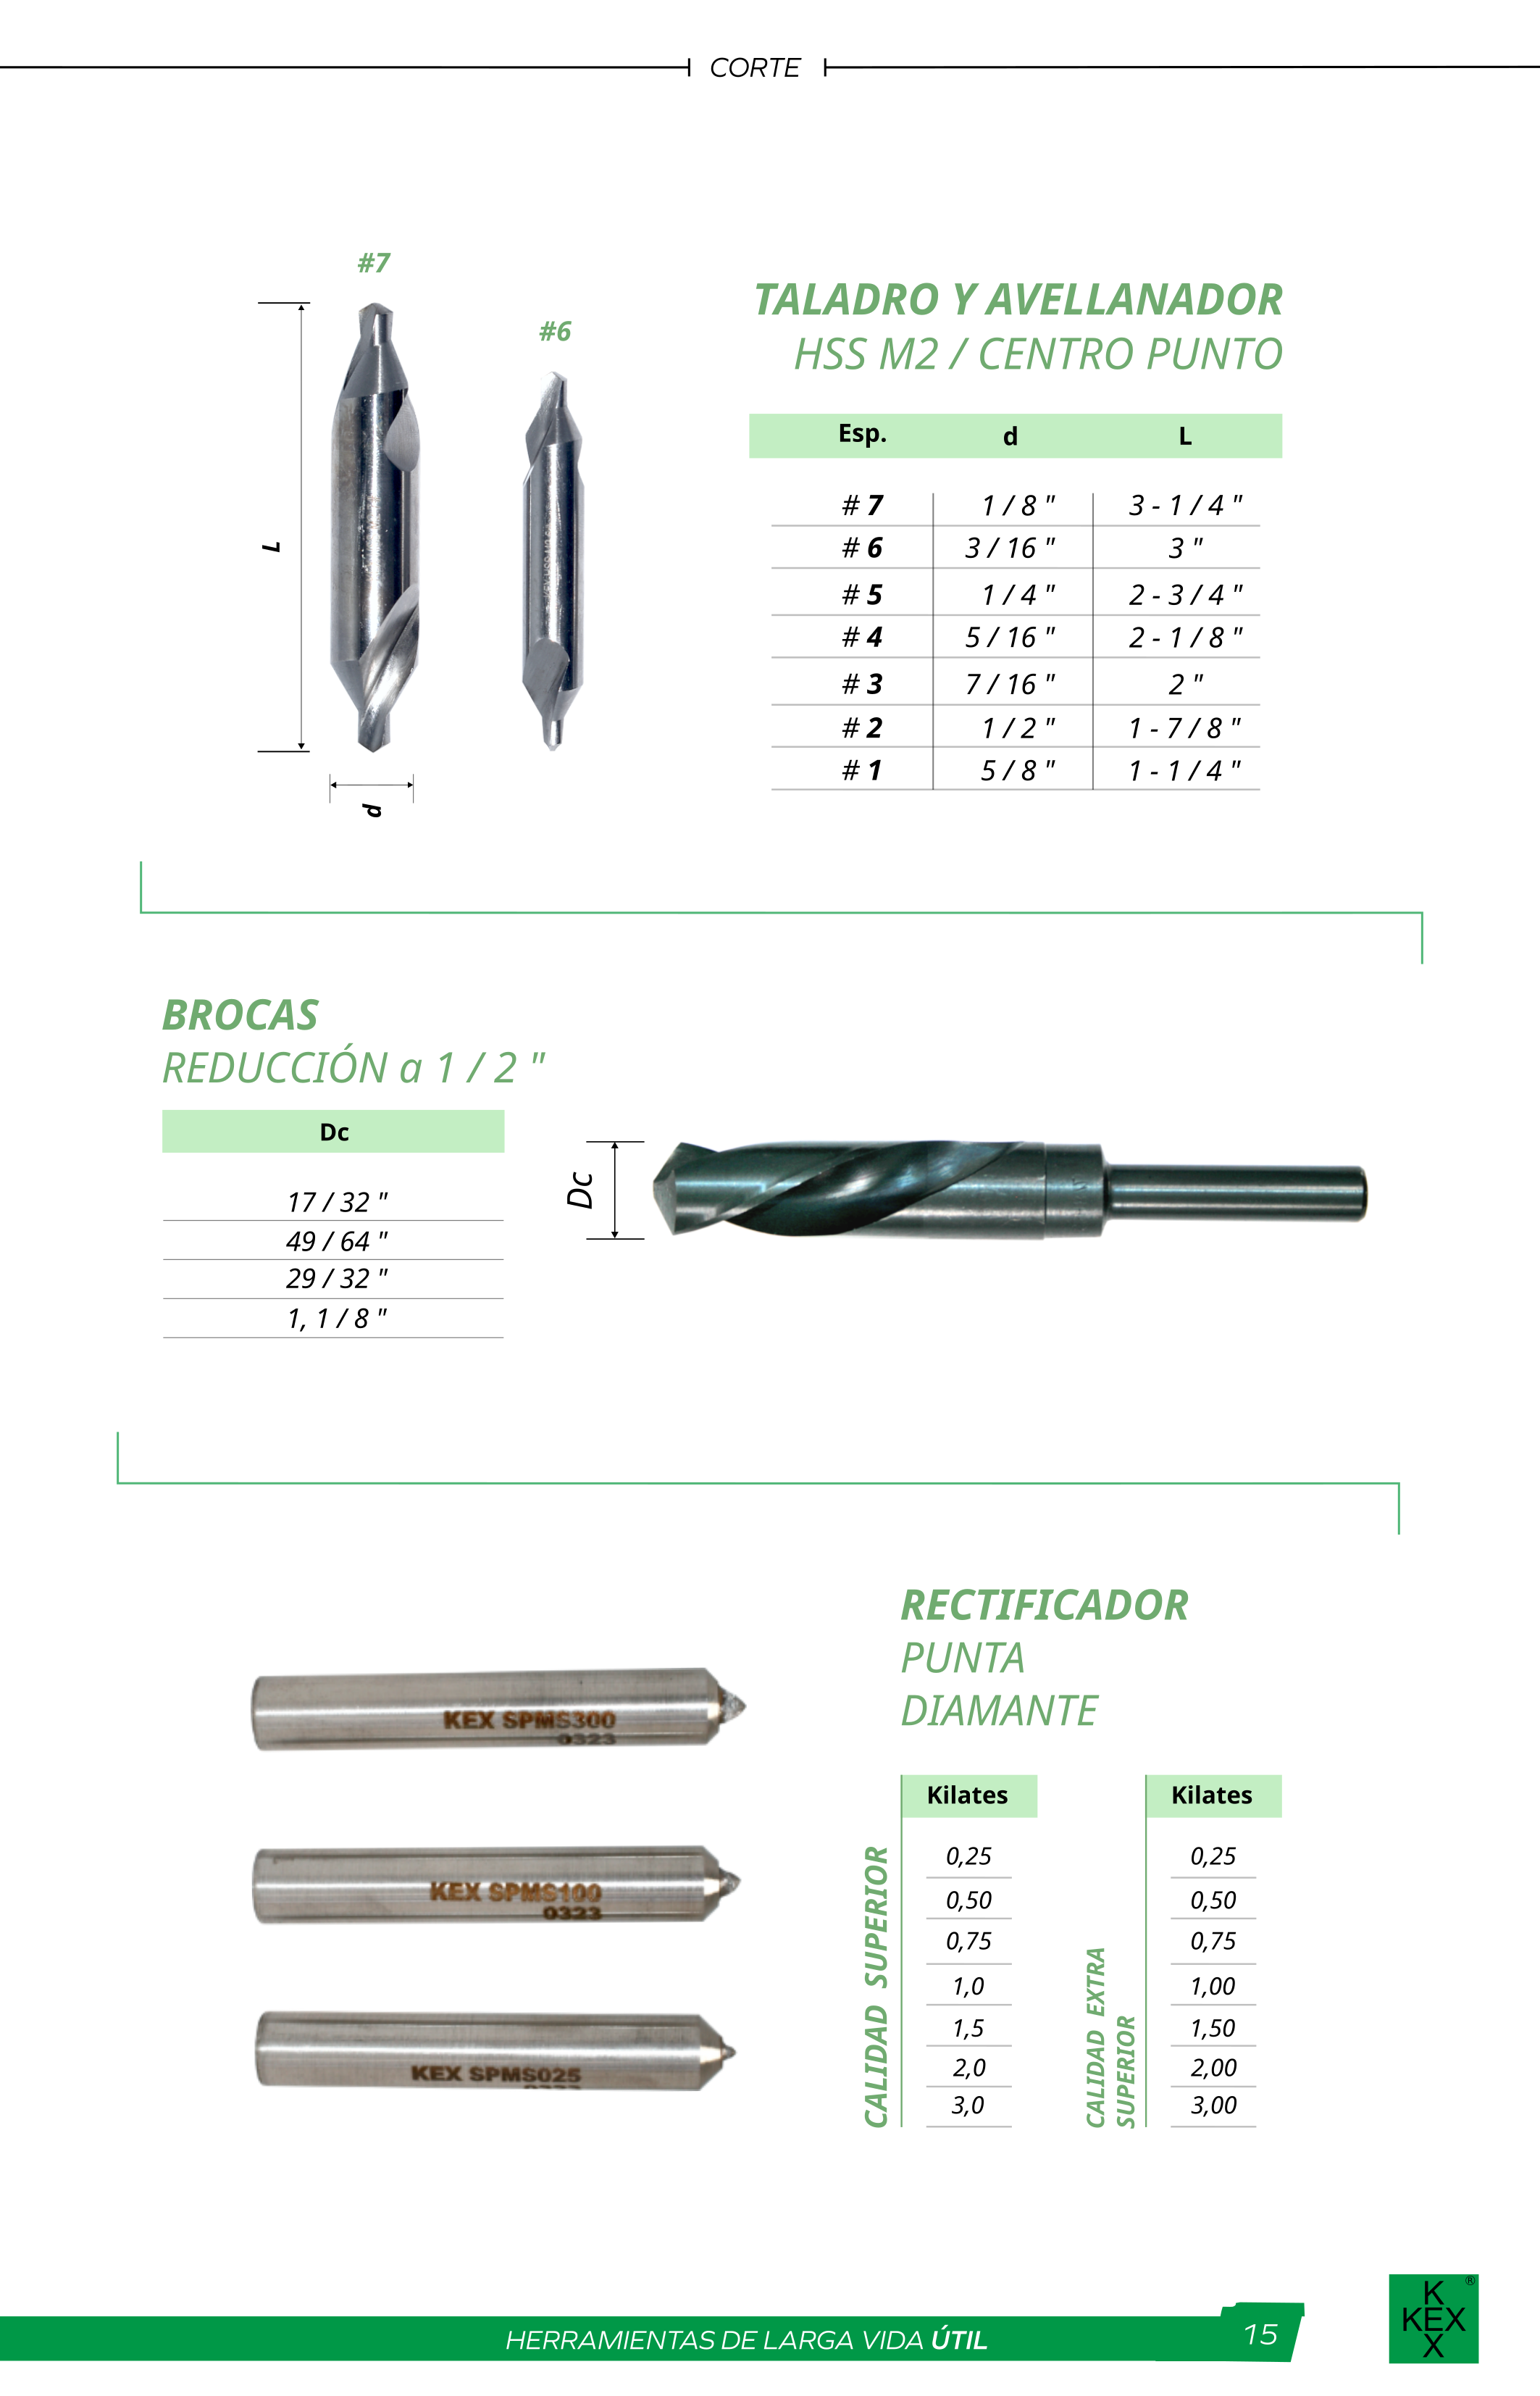 CORTE
#7
#6
L
d
TALADRO Y AVELLANADOR
HSS M2 / CENTRO PUNTO
Esp. d L
# 7 1 / 8 " 3 - 1 / 4 "
# 6 3 / 16 " 3 "
# 5 1 / 4 " 2 - 3 / 4 "
# 4 5 / 16 " 2 - 1 / 8 "
# 3 7 / 16 " 2 "
# 2 1 / 2 " 1 - 7 / 8 "
# 1 5 / 8 " 1 - 1 / 4 "
BROCAS
REDUCCIÓN a 1 / 2 "
Dc
17 / 32 "
49 / 64 "
29 / 32 "
1, 1 / 8 "
Dc
KEX SPMS300
0323
KEX SPMS100
0323
KEX SPMS025
RECTIFICADOR
PUNTA
DIAMANTE
CALIDAD SUPERIOR
Kilates
0,25
0,50
0,75
1,0
1,5
2,0
3,0
CALIDAD EXTRA
SUPERIOR
Kilates
0,25
0,50
0,75
1,00
1,50
2,00
3,00
HERRAMIENTAS DE LARGA VIDA ÚTIL
15
K ®
KEX
X